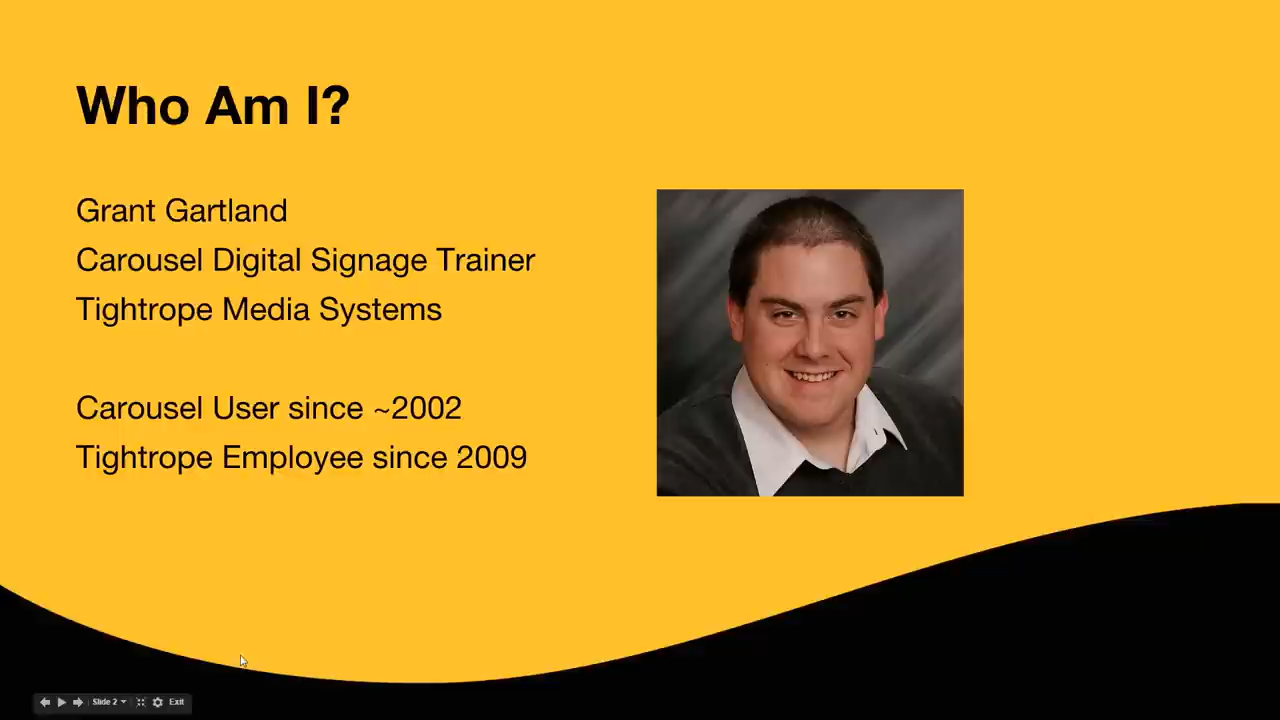 Who Am I?
Grant Gartland
Carousel Digital Signage Trainer
Tightrope Media Systems
Carousel User since ~2002
Tightrope Employee since 2009
Slide 2
Exit